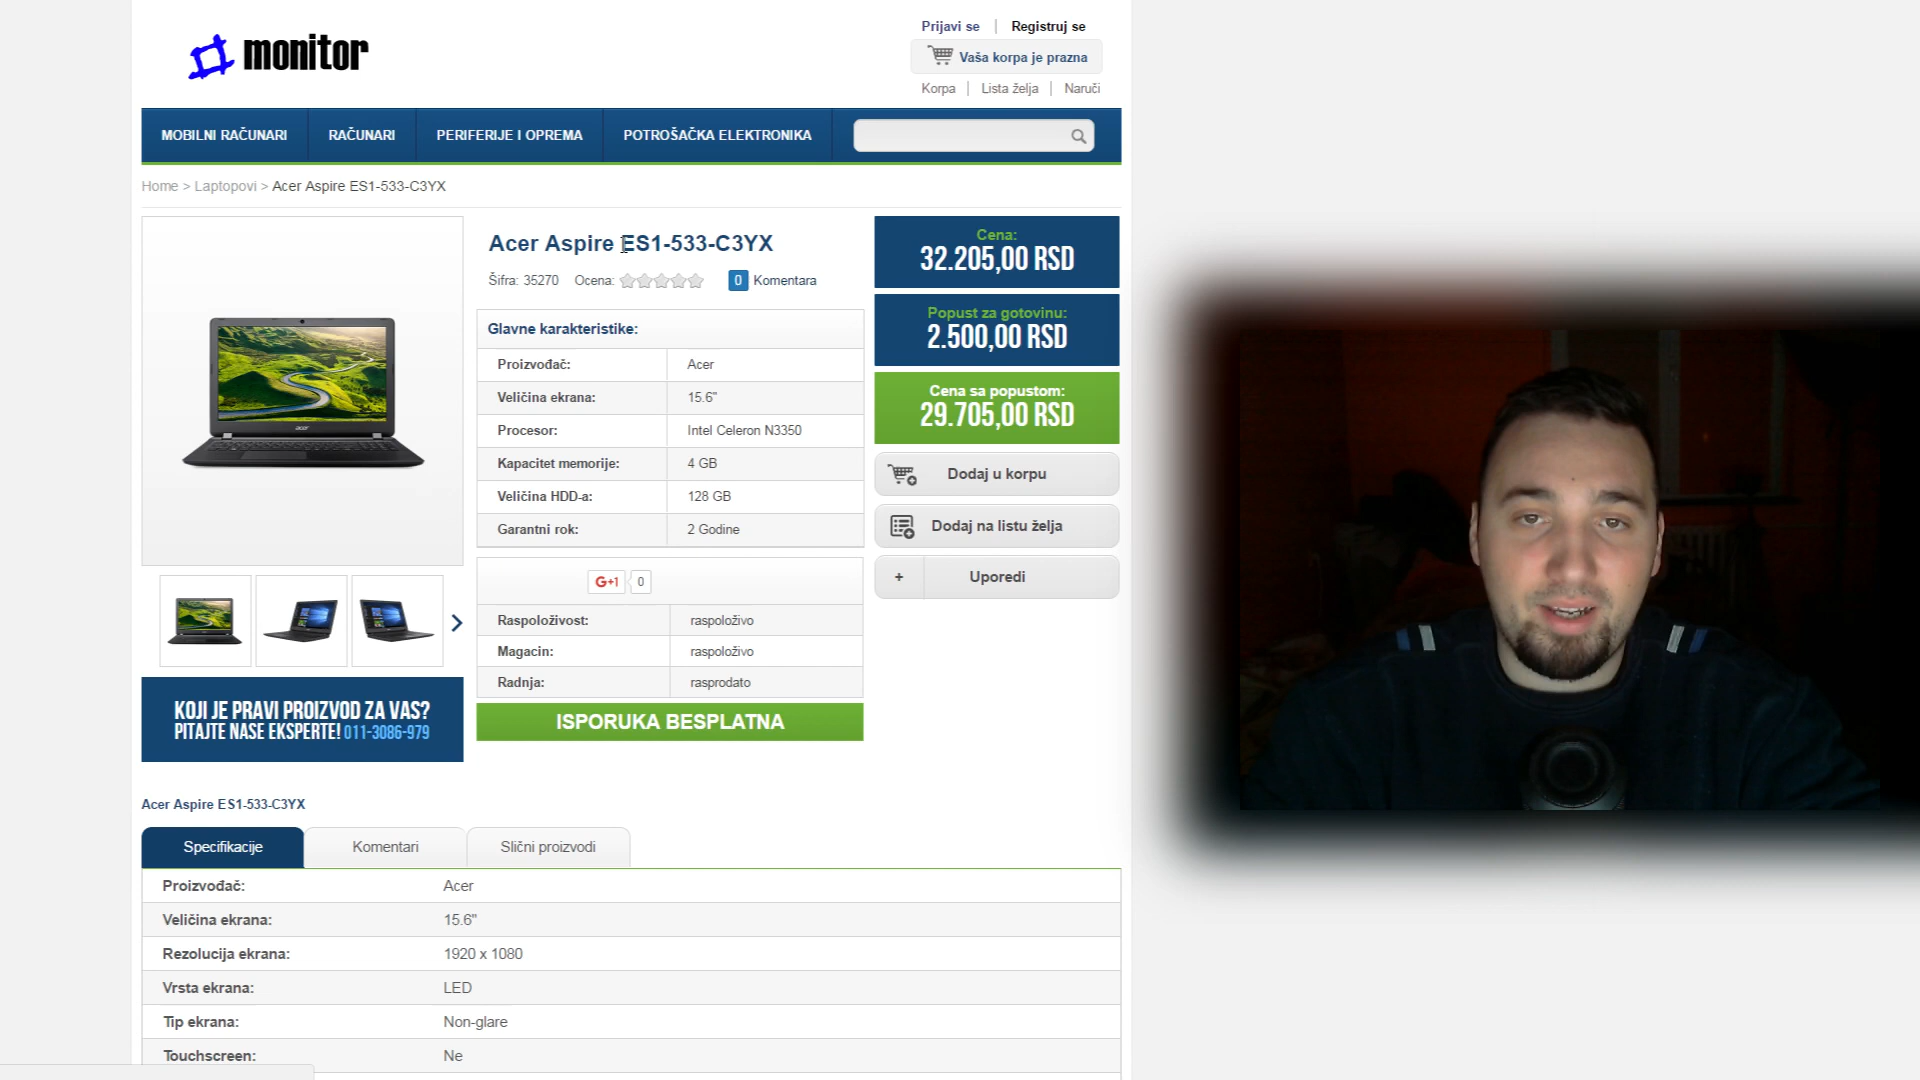 Prijavi se | Registruj se
monitor
Vaša korpa je prazna
Korpa | Lista želja | Naruči
MOBILNI RAČUNARI RAČUNARI PERIFERIJE I OPREMA POTROŠAČKA ELEKTRONIKA
Home > Laptopovi > Acer Aspire ES1-533-C3YX
Acer Aspire ES1-533-C3YX
Šifra: 35270 Ocena: 0 Komentara
Glavne karakteristike:
Proizvođač: Acer
Veličina ekrana: 15.6"
Procesor: Intel Celeron N3350
Kapacitet memorije: 4 GB
Veličina HDD-a: 128 GB
Garantni rok: 2 Godine
G+1 0
Raspoloživost: raspoloživo
Magacin: raspoloživo
Radnja: rasprodato
ISPORUKA BESPLATNA
Cena:
32.205,00 RSD
Popust za gotovinu:
2.500,00 RSD
Cena sa popustom:
29.705,00 RSD
Dodaj u korpu
Dodaj na listu želja
+ Uporedi
acer
KOJI JE PRAVI PROIZVOD ZA VAS?
PITAJTE NAŠE EKSPERTE! 011-3086-979
Acer Aspire ES1-533-C3YX
Specifikacije Komentari Slični proizvodi
Proizvođač: Acer
Veličina ekrana: 15.6"
Rezolucija ekrana: 1920 x 1080
Vrsta ekrana: LED
Tip ekrana: Non-glare
Touchscreen: Ne